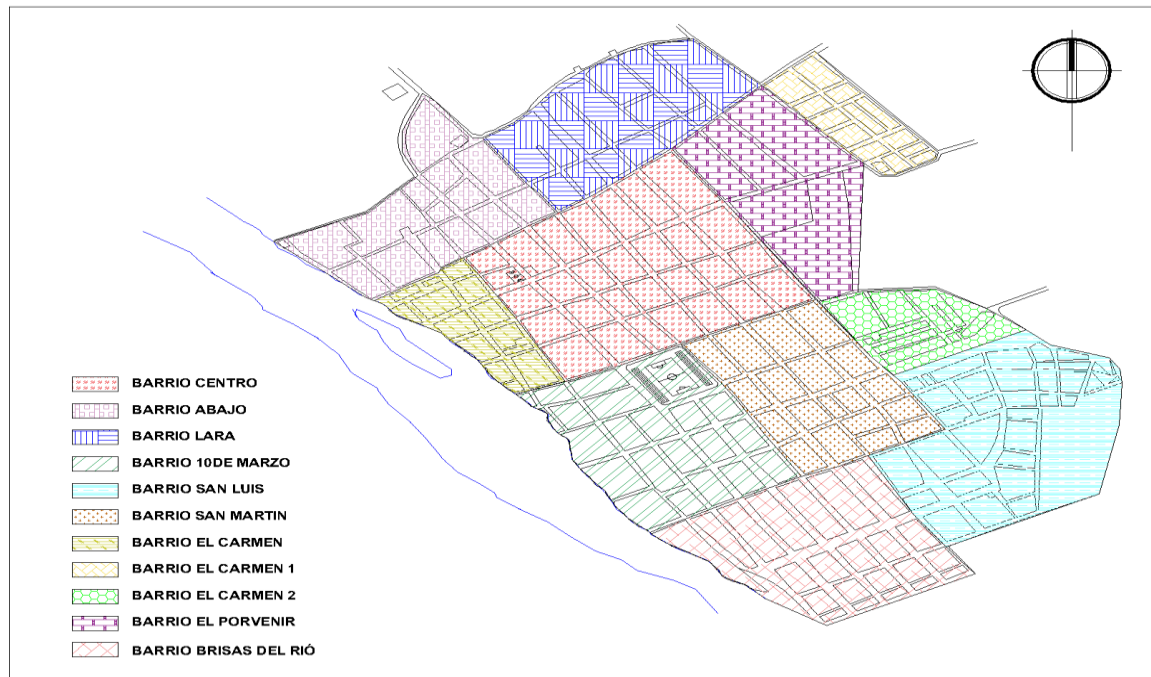 BARRIO CENTRO
BARRIO ABAJO
BARRIO LARA
BARRIO 10DE MARZO
BARRIO SAN LUIS
BARRIO SAN MARTIN
BARRIO EL CARMEN
BARRIO EL CARMEN 1
BARRIO EL CARMEN 2
BARRIO EL PORVENIR
BARRIO BRISAS DEL RIÓ